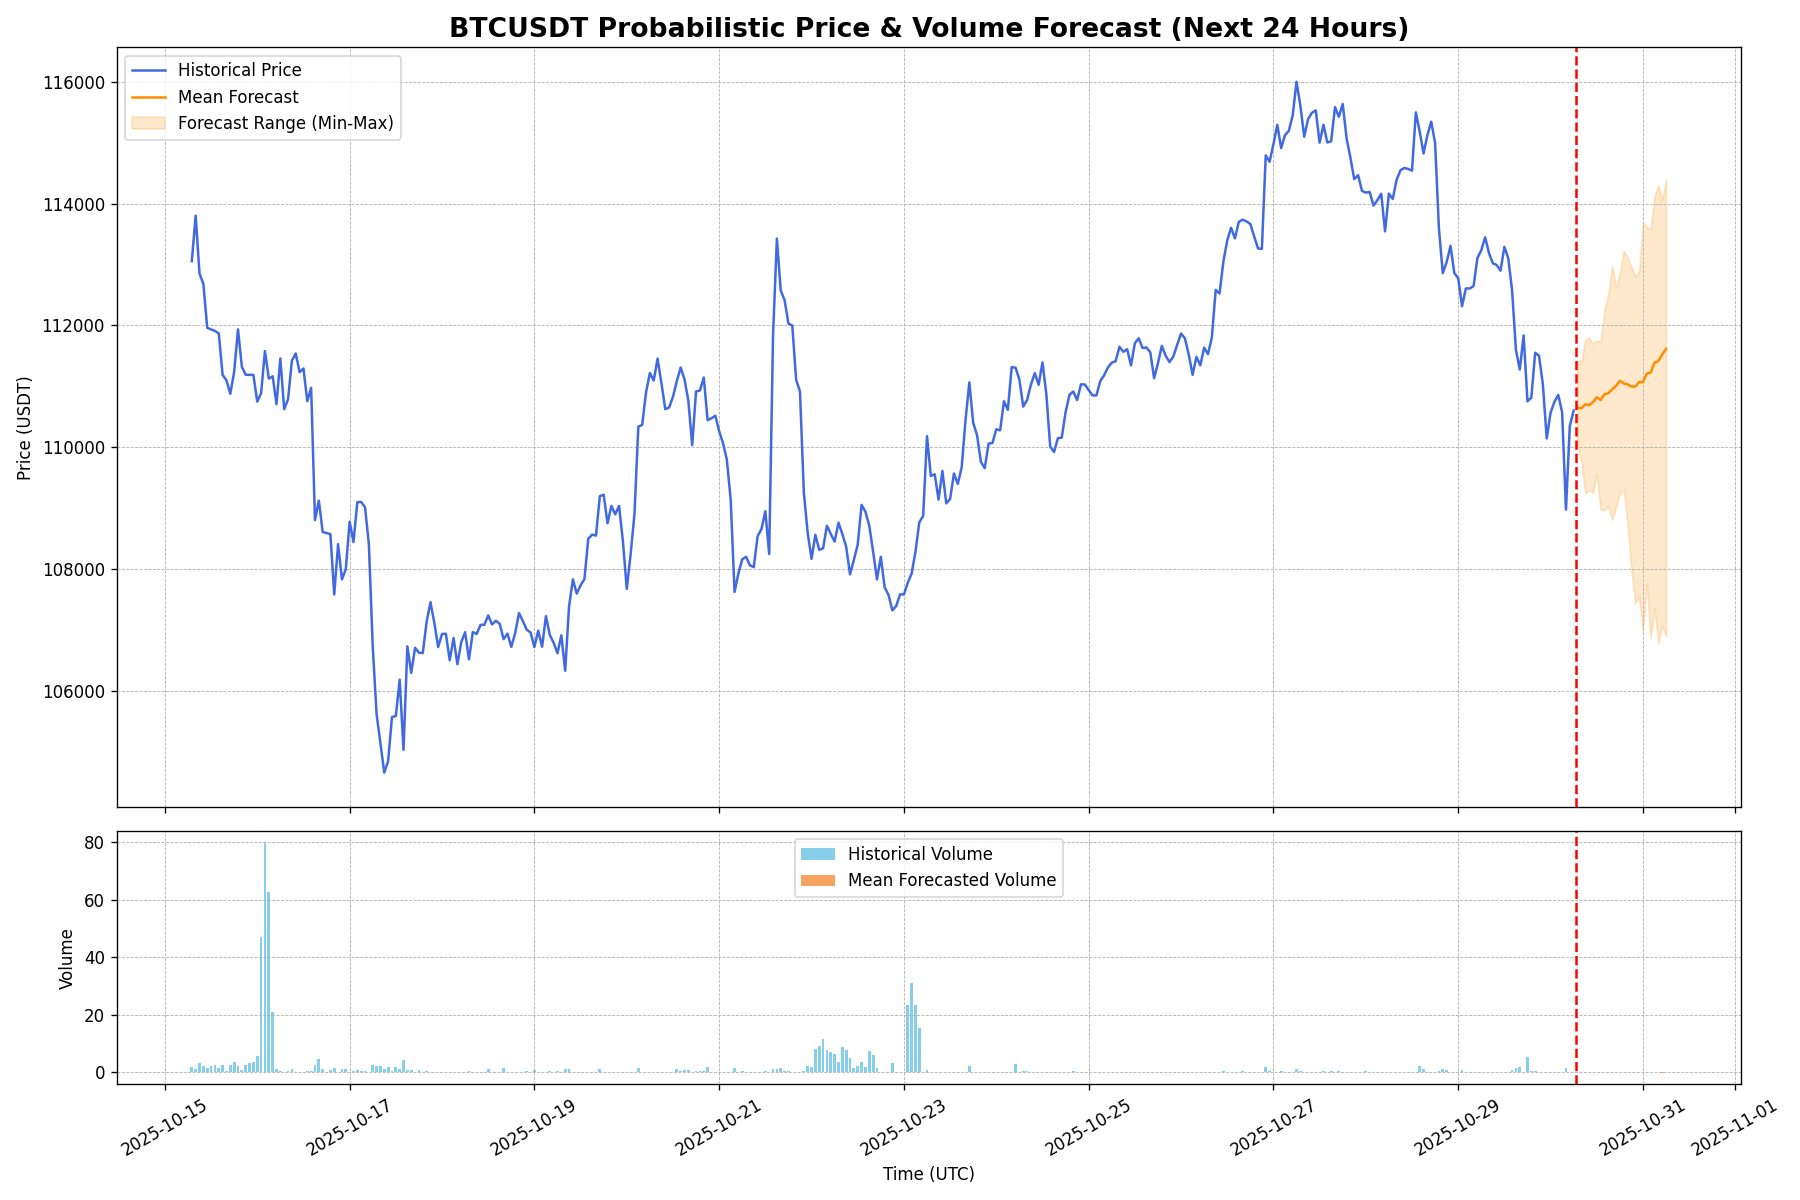 BTCUSDT Probabilistic Price & Volume Forecast (Next 24 Hours)
Historical Price
Mean Forecast
Forecast Range (Min-Max)
116000
114000
112000
110000
108000
106000
Price (USDT)
Historical Volume
Mean Forecasted Volume
80
60
40
20
0
Volume
2025-10-15
2025-10-17
2025-10-19
2025-10-21
2025-10-23
2025-10-25
2025-10-27
2025-10-29
2025-10-31
2025-11-01
Time (UTC)